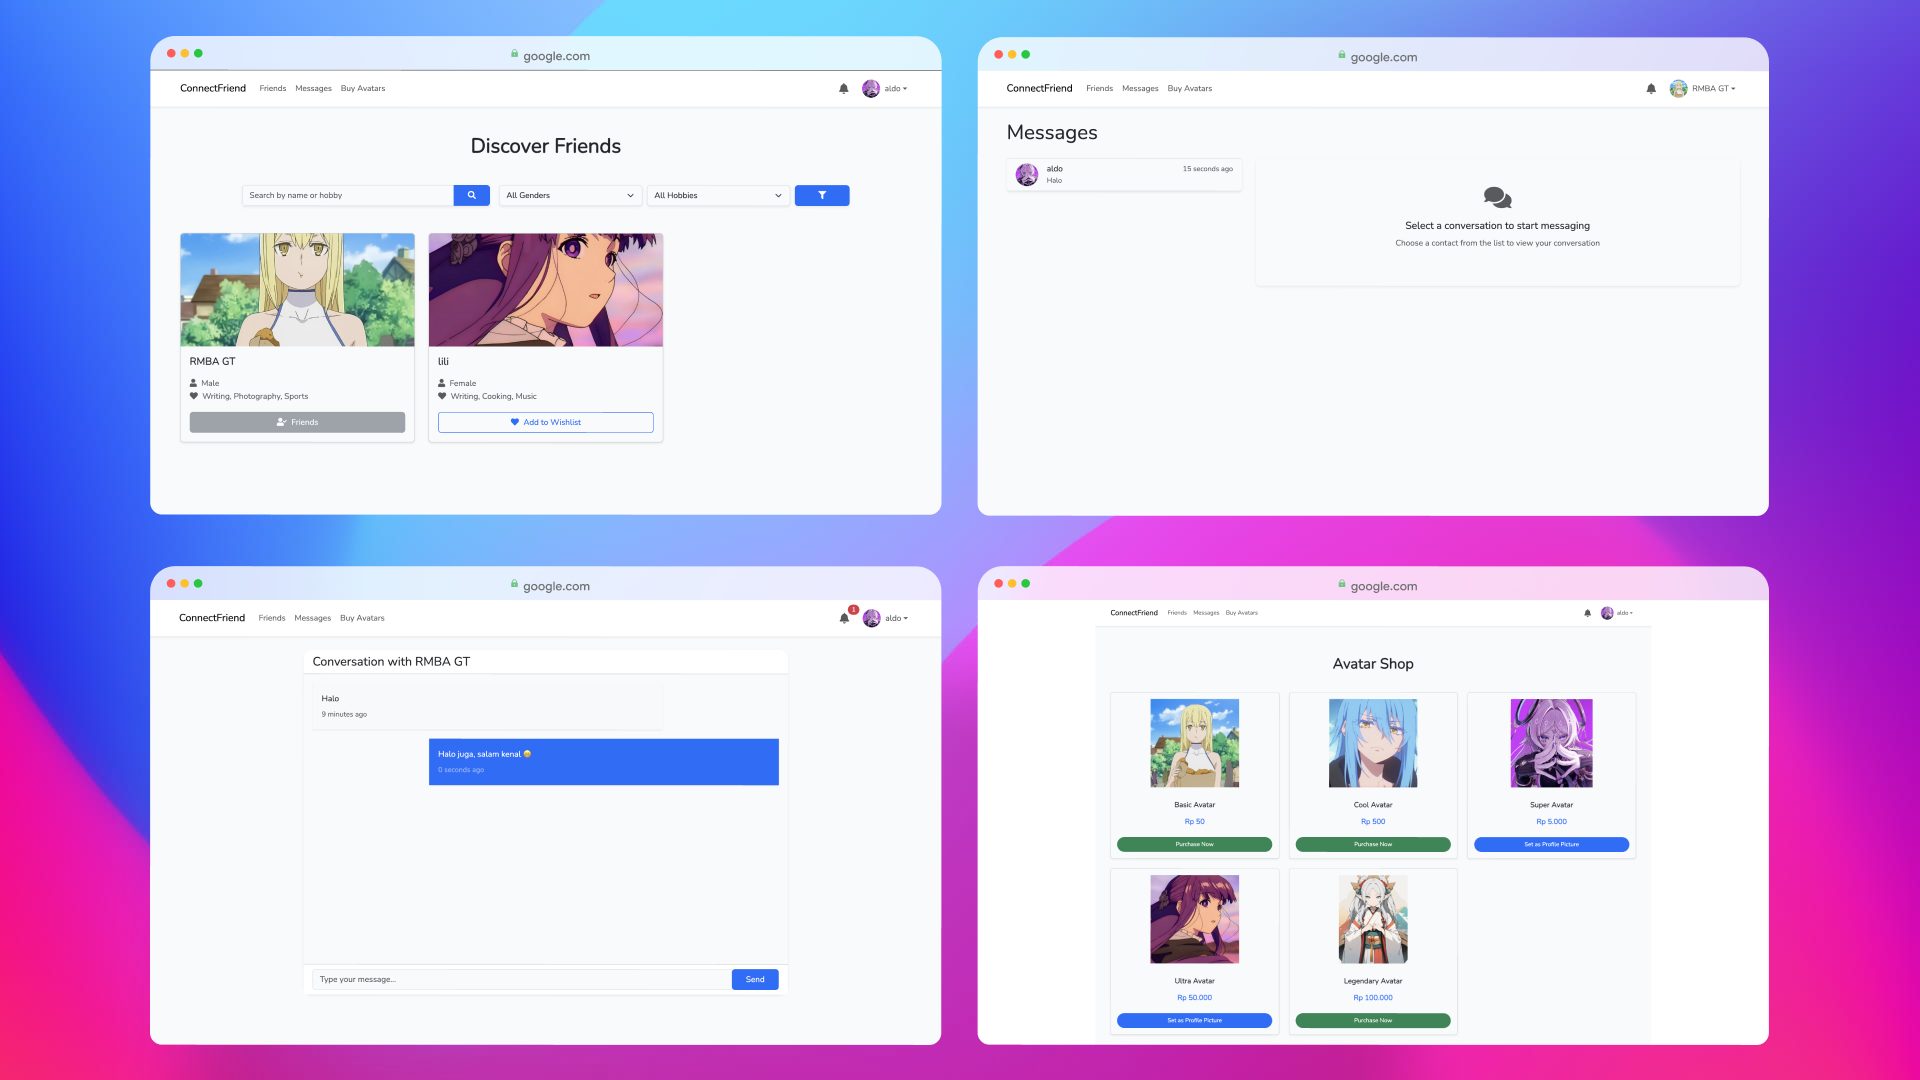 google.com
ConnectFriend Friends Messages Buy Avatars aldo
Discover Friends
Search by name or hobby All Genders All Hobbies
RMBA GT
Male
Writing, Photography, Sports
Friends
lili
Female
Writing, Cooking, Music
Add to Wishlist
google.com
ConnectFriend Friends Messages Buy Avatars RMBA GT
Messages
aldo 15 seconds ago
Halo
Select a conversation to start messaging
Choose a contact from the list to view your conversation
google.com
ConnectFriend Friends Messages Buy Avatars 1 aldo
Conversation with RMBA GT
Halo
9 minutes ago
Halo juga, salam kenal 😄
0 seconds ago
Type your message... Send
google.com
ConnectFriend Friends Messages Buy Avatars aldo
Avatar Shop
Basic Avatar
Rp 50
Purchase Now
Cool Avatar
Rp 500
Purchase Now
Super Avatar
Rp 5.000
Set as Profile Picture
Ultra Avatar
Rp 50.000
Set as Profile Picture
Legendary Avatar
Rp 100.000
Purchase Now